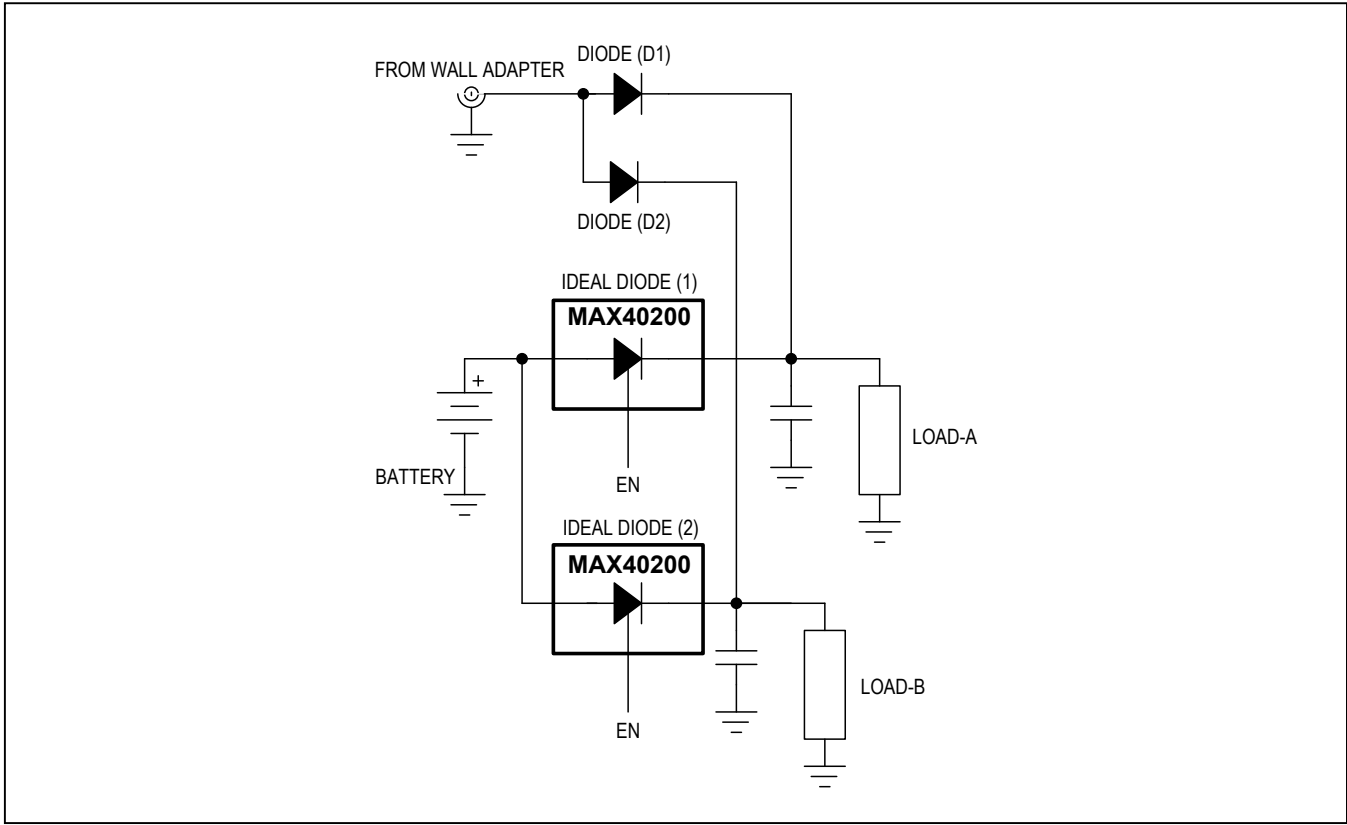 DIODE (D1)
FROM WALL ADAPTER
DIODE (D2)
IDEAL DIODE (1)
MAX40200
+
BATTERY
EN
LOAD-A
IDEAL DIODE (2)
MAX40200
EN
LOAD-B